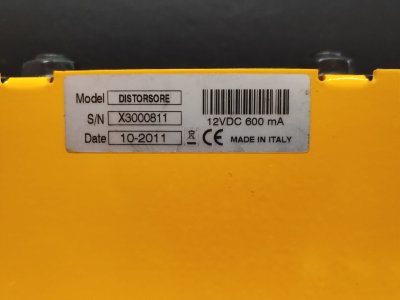 Model DISTORSORE
S/N X3000811
12VDC 600 mA
Date 10-2011 CE MADE IN ITALY